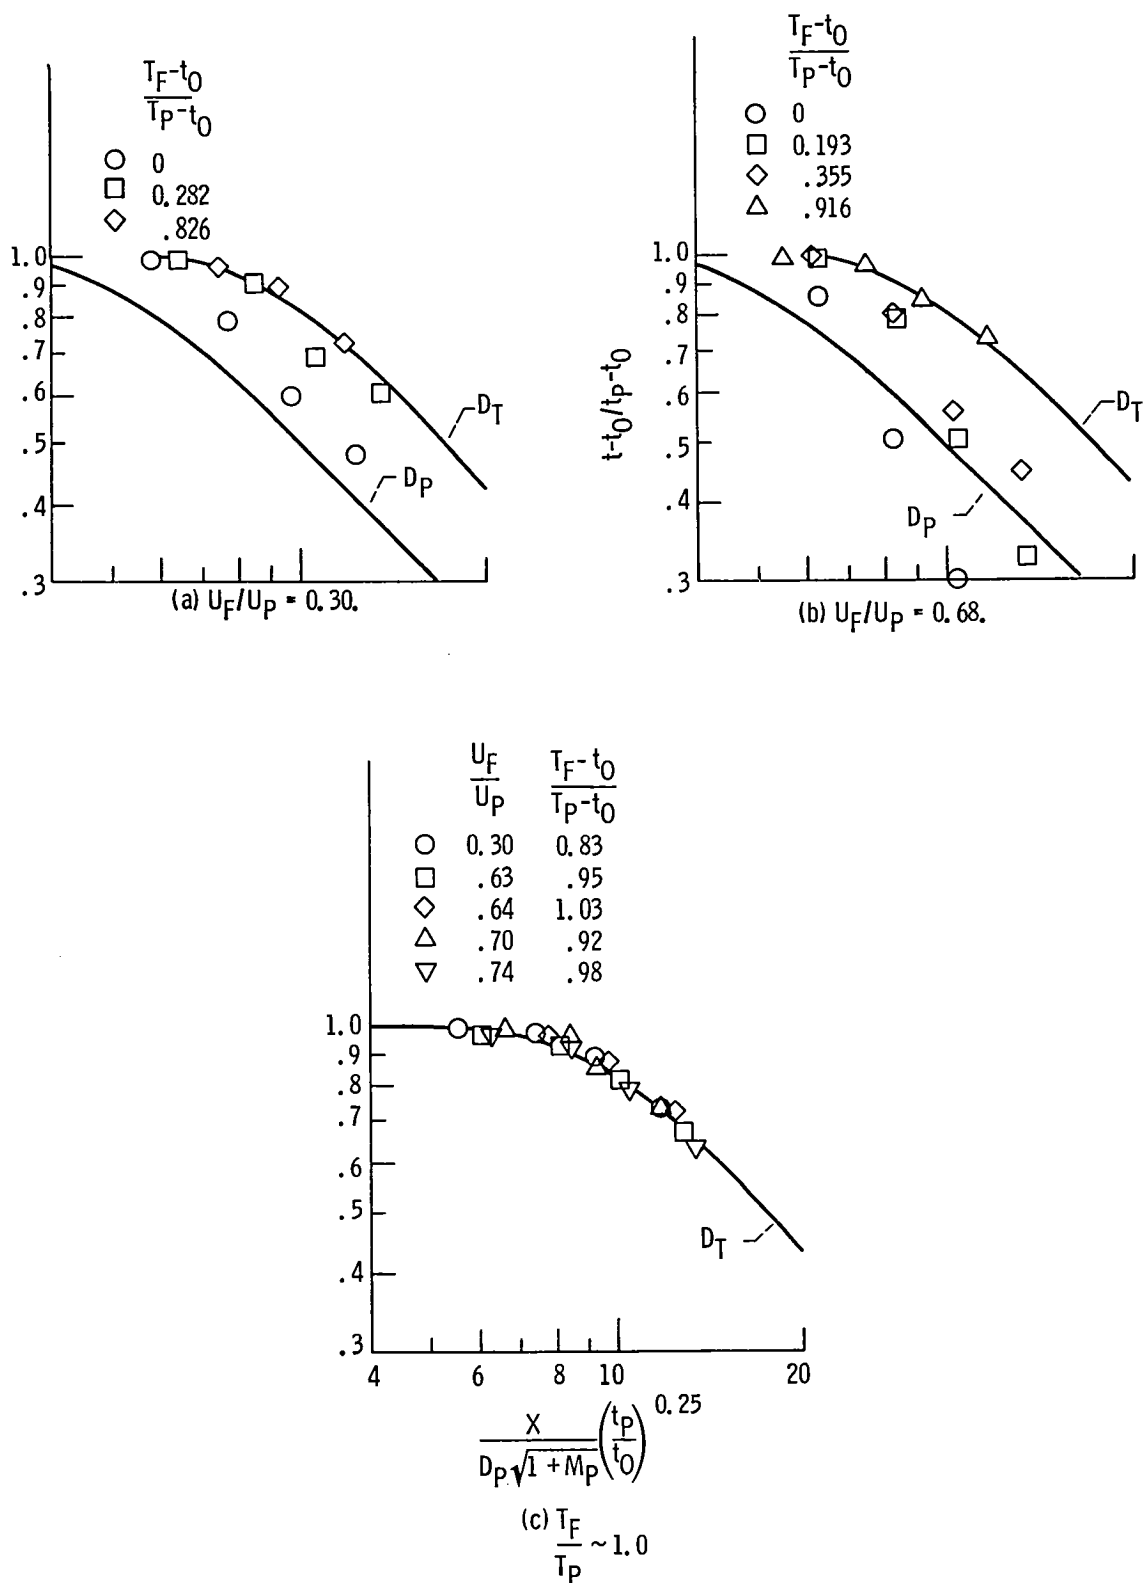 T_F-t_0
T_P-t_0
0
0.282
.826
1.0
.9
.8
.7
.6
.5
.4
.3
D_T
D_P
(a) U_F/U_P = 0.30.
T_F-t_0
T_P-t_0
0
0.193
.355
.916
t-t_0/t_P-t_0
1.0
.9
.8
.7
.6
.5
.4
.3
D_T
D_P
(b) U_F/U_P = 0.68.
U_F T_F-t_0
U_P T_P-t_0
0.30 0.83
.63 .95
.64 1.03
.70 .92
.74 .98
1.0
.9
.8
.7
.6
.5
.4
.3
D_T
4 6 8 10 20
X/(D_P√1+M_P) (t_P/t_0)^0.25
(c) T_F/T_P ~ 1.0